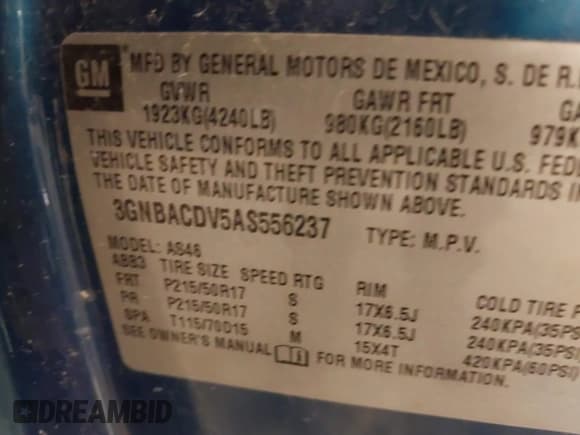 GM
MFD BY GENERAL MOTORS DE MEXICO, S. DE R.
GVWR GAWR FRT GA
1923KG(4240LB) 980KG(2160LB) 979K
THIS VEHICLE CONFORMS TO ALL APPLICABLE U.S. FED
VEHICLE SAFETY AND THEFT PREVENTION STANDARDS
THE DATE OF MANUFACTURE SHOWN ABOVE.
3GNBACDV5AS556237 TYPE: M.P.V.
MODEL: AS46
TIRE SIZE SPEED RTG RIM COLD TIRE P
FRT P215/50R17 S 17X6.5J 240KPA(35PSI
RR P215/50R17 S 17X6.5J 240KPA(35PSI)
SPA T115/70D15 M 15X4T 420KPA(60PSI)
SEE OWNER'S MANUAL FOR MORE INFORMATION.
DREAMBID